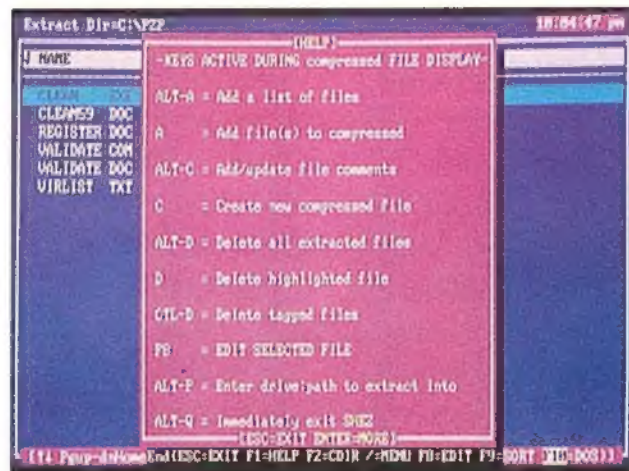 Extract Dir=C:\PZP 10:04:47 pm
[HELP]
J NAME
-KEYS ACTIVE DURING compressed FILE DISPLAY-
ALT-A = Add a list of files
CLEAN59 DOC
REGISTER DOC
A = Add file(s) to compressed
VALIDATE COM
VALIDATE DOC
ALT-C = Add/update file comments
VIRLIST TXT
C = Create new compressed file
ALT-D = Delete all extracted files
D = Delete highlighted file
CTL-D = Delete tagged files
F8 = EDIT SELECTED FILE
ALT-P = Enter drive:path to extract into
ALT-Q = Immediately exit SHEZ
[ESC=EXIT ENTER=MORE]
Pgup-dnHomeEnd(ESC=EXIT F1=HELP F2=CDIR /=MENU F8=EDIT F9=SORT F10=DOS)